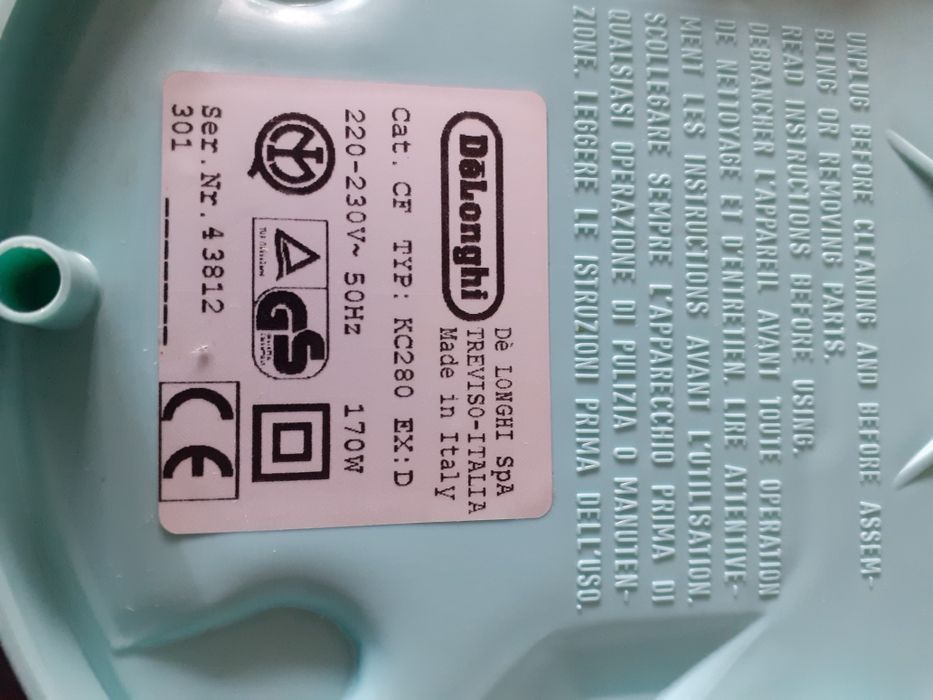 UNPLUG BEFORE CLEANING AND BEFORE ASSEM-
BLING OR REMOVING PARTS.
READ INSTRUCTIONS BEFORE USING.
DEBRANCHER L'APPAREIL AVANT TOUTE OPERATION
DE NETTOYAGE ET D'ENTRETIEN. LIRE ATTENTIVE-
MENT LES INSTRUCTIONS AVANT L'UTILISATION.
SCOLLEGARE SEMPRE L'APPARECCHIO PRIMA DI
QUALSIASI OPERAZIONE DI PULIZIA O MANUTEN-
ZIONE. LEGGERE LE ISTRUZIONI PRIMA DELL'USO.
DèLonghi
Dè LONGHI SpA
TREVISO-ITALIA
Made in Italy
Cat. CF TYP: KC280 EX:D
220-230V~ 50Hz 170W
GS
Ser.Nr.43812
301
CE